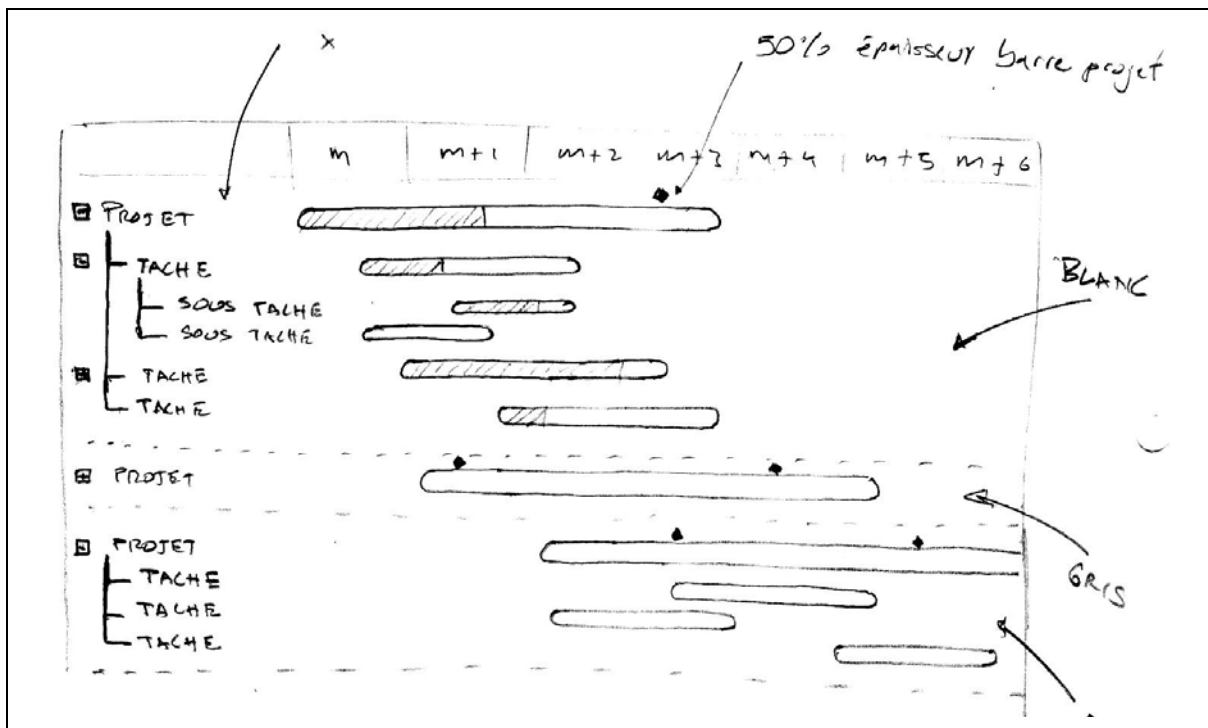 x
50% épaisseur barre projet
m m+1 m+2 m+3 m+4 m+5 m+6
PROJET
TACHE
BLANC
SOUS TACHE
SOUS TACHE
TACHE
TACHE
PROJET
PROJET
GRIS
TACHE
TACHE
TACHE